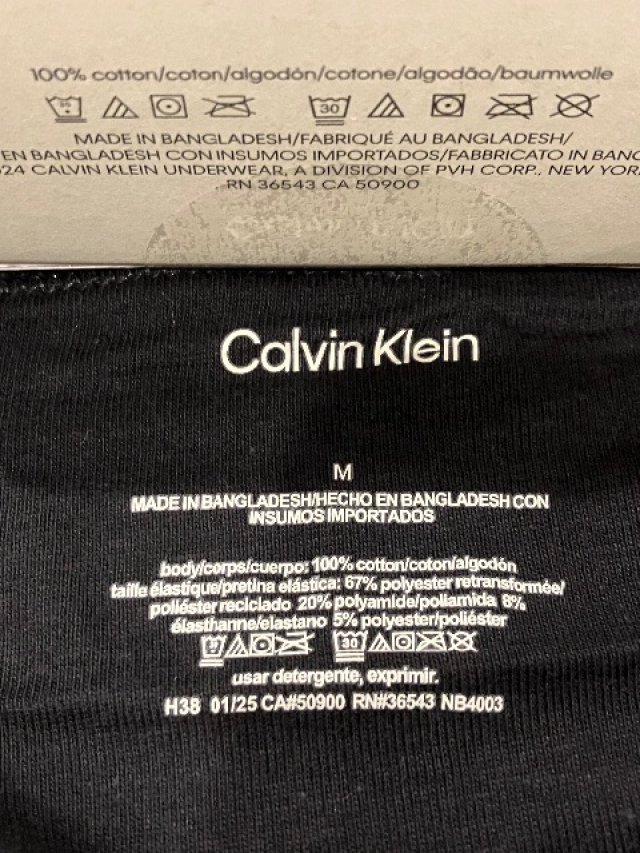 100% cotton/coton/algodón/cotone/algodão/baumwolle
30
MADE IN BANGLADESH/FABRIQUÉ AU BANGLADESH/
EN BANGLADESH CON INSUMOS IMPORTADOS/FABBRICATO IN BANG
24 CALVIN KLEIN UNDERWEAR, A DIVISION OF PVH CORP., NEW YORK
RN 36543 CA 50900
Calvin Klein
M
MADE IN BANGLADESH/HECHO EN BANGLADESH CON
INSUMOS IMPORTADOS
body/corps/cuerpo: 100% cotton/coton/algodón
taille élastique/pretina elástica: 67% polyester retransformée/
poliéster reciclado 20% polyamide/poliamida 8%
élasthanne/elastano 5% polyester/poliéster
30
usar detergente, exprimir.
H38 01/25 CA#50900 RN#36543 NB4003